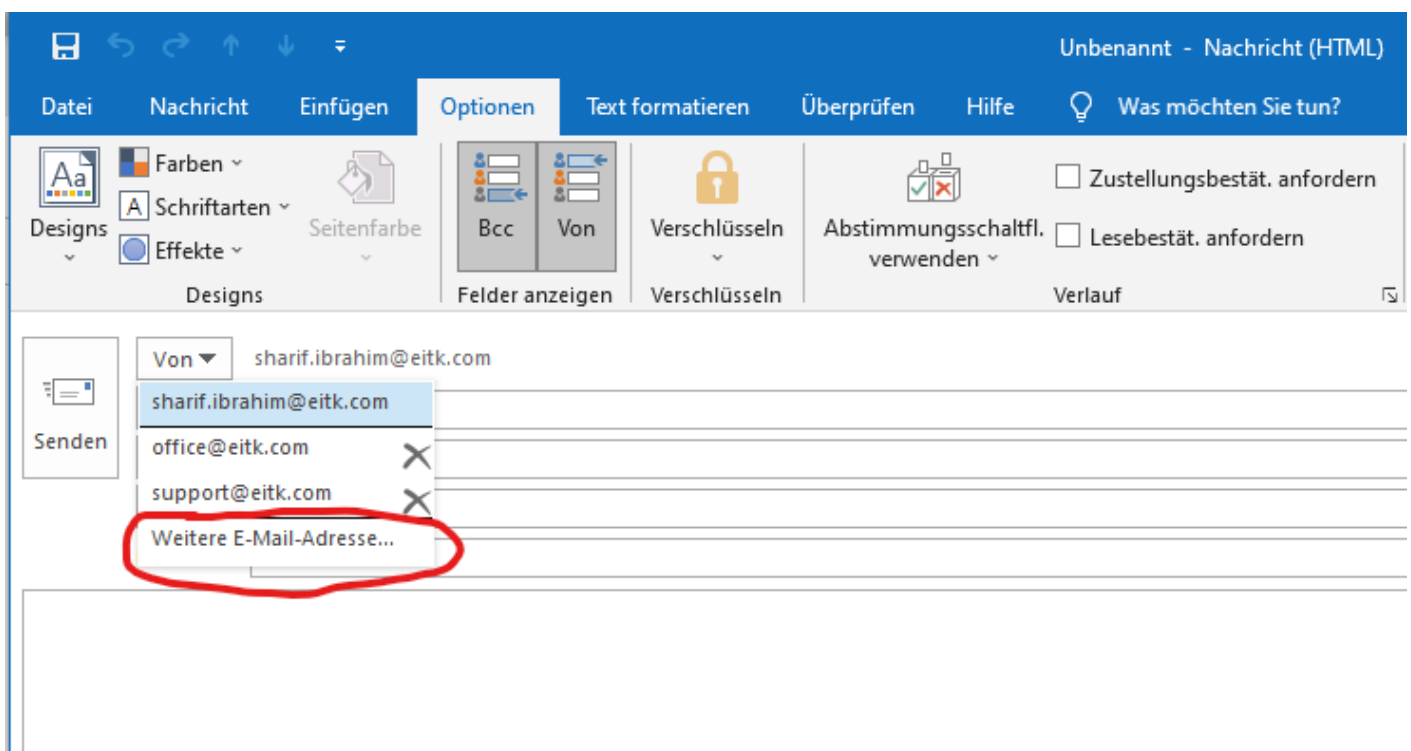 Unbenannt - Nachricht (HTML)
Datei Nachricht Einfügen Optionen Text formatieren Überprüfen Hilfe Was möchten Sie tun?
Aa
Designs
Farben
A Schriftarten
Effekte
Seitenfarbe
Designs
Bcc
Von
Felder anzeigen
Verschlüsseln
Verschlüsseln
Abstimmungsschaltfl.
verwenden
Zustellungsbestät. anfordern
Lesebestät. anfordern
Verlauf
Senden
Von sharif.ibrahim@eitk.com
sharif.ibrahim@eitk.com
office@eitk.com
support@eitk.com
Weitere E-Mail-Adresse...